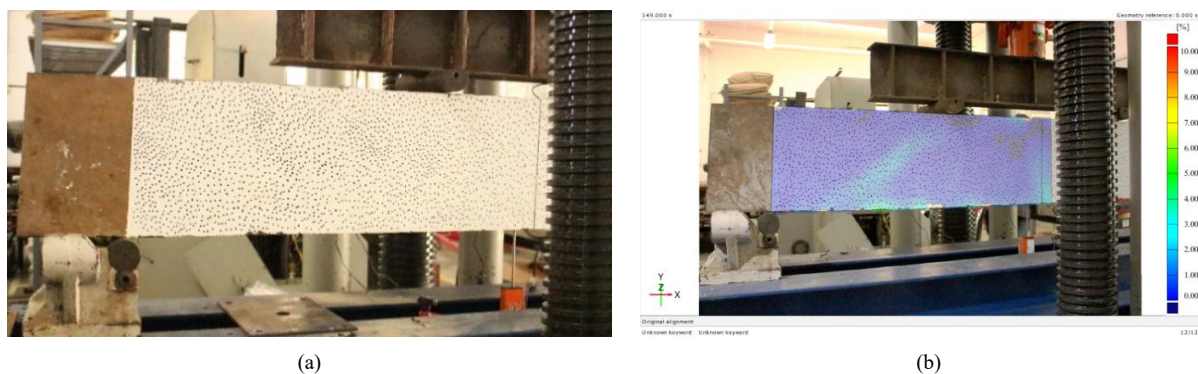 149.000 s
Geometry reference: 0.000 s
[%]
10.00
9.00
8.00
7.00
6.00
5.00
4.00
3.00
2.00
1.00
0.00
Y
Z
X
Original alignment
Unknown keyword Unknown keyword
12/12
(a)
(b)